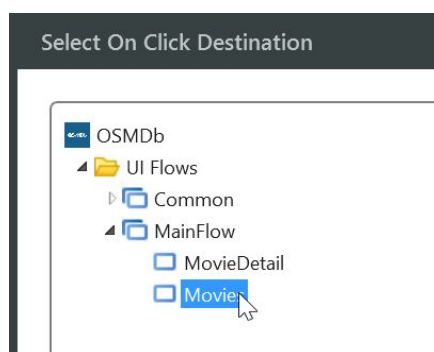 Select On Click Destination
OSMDb
UI Flows
Common
MainFlow
MovieDetail
Movies